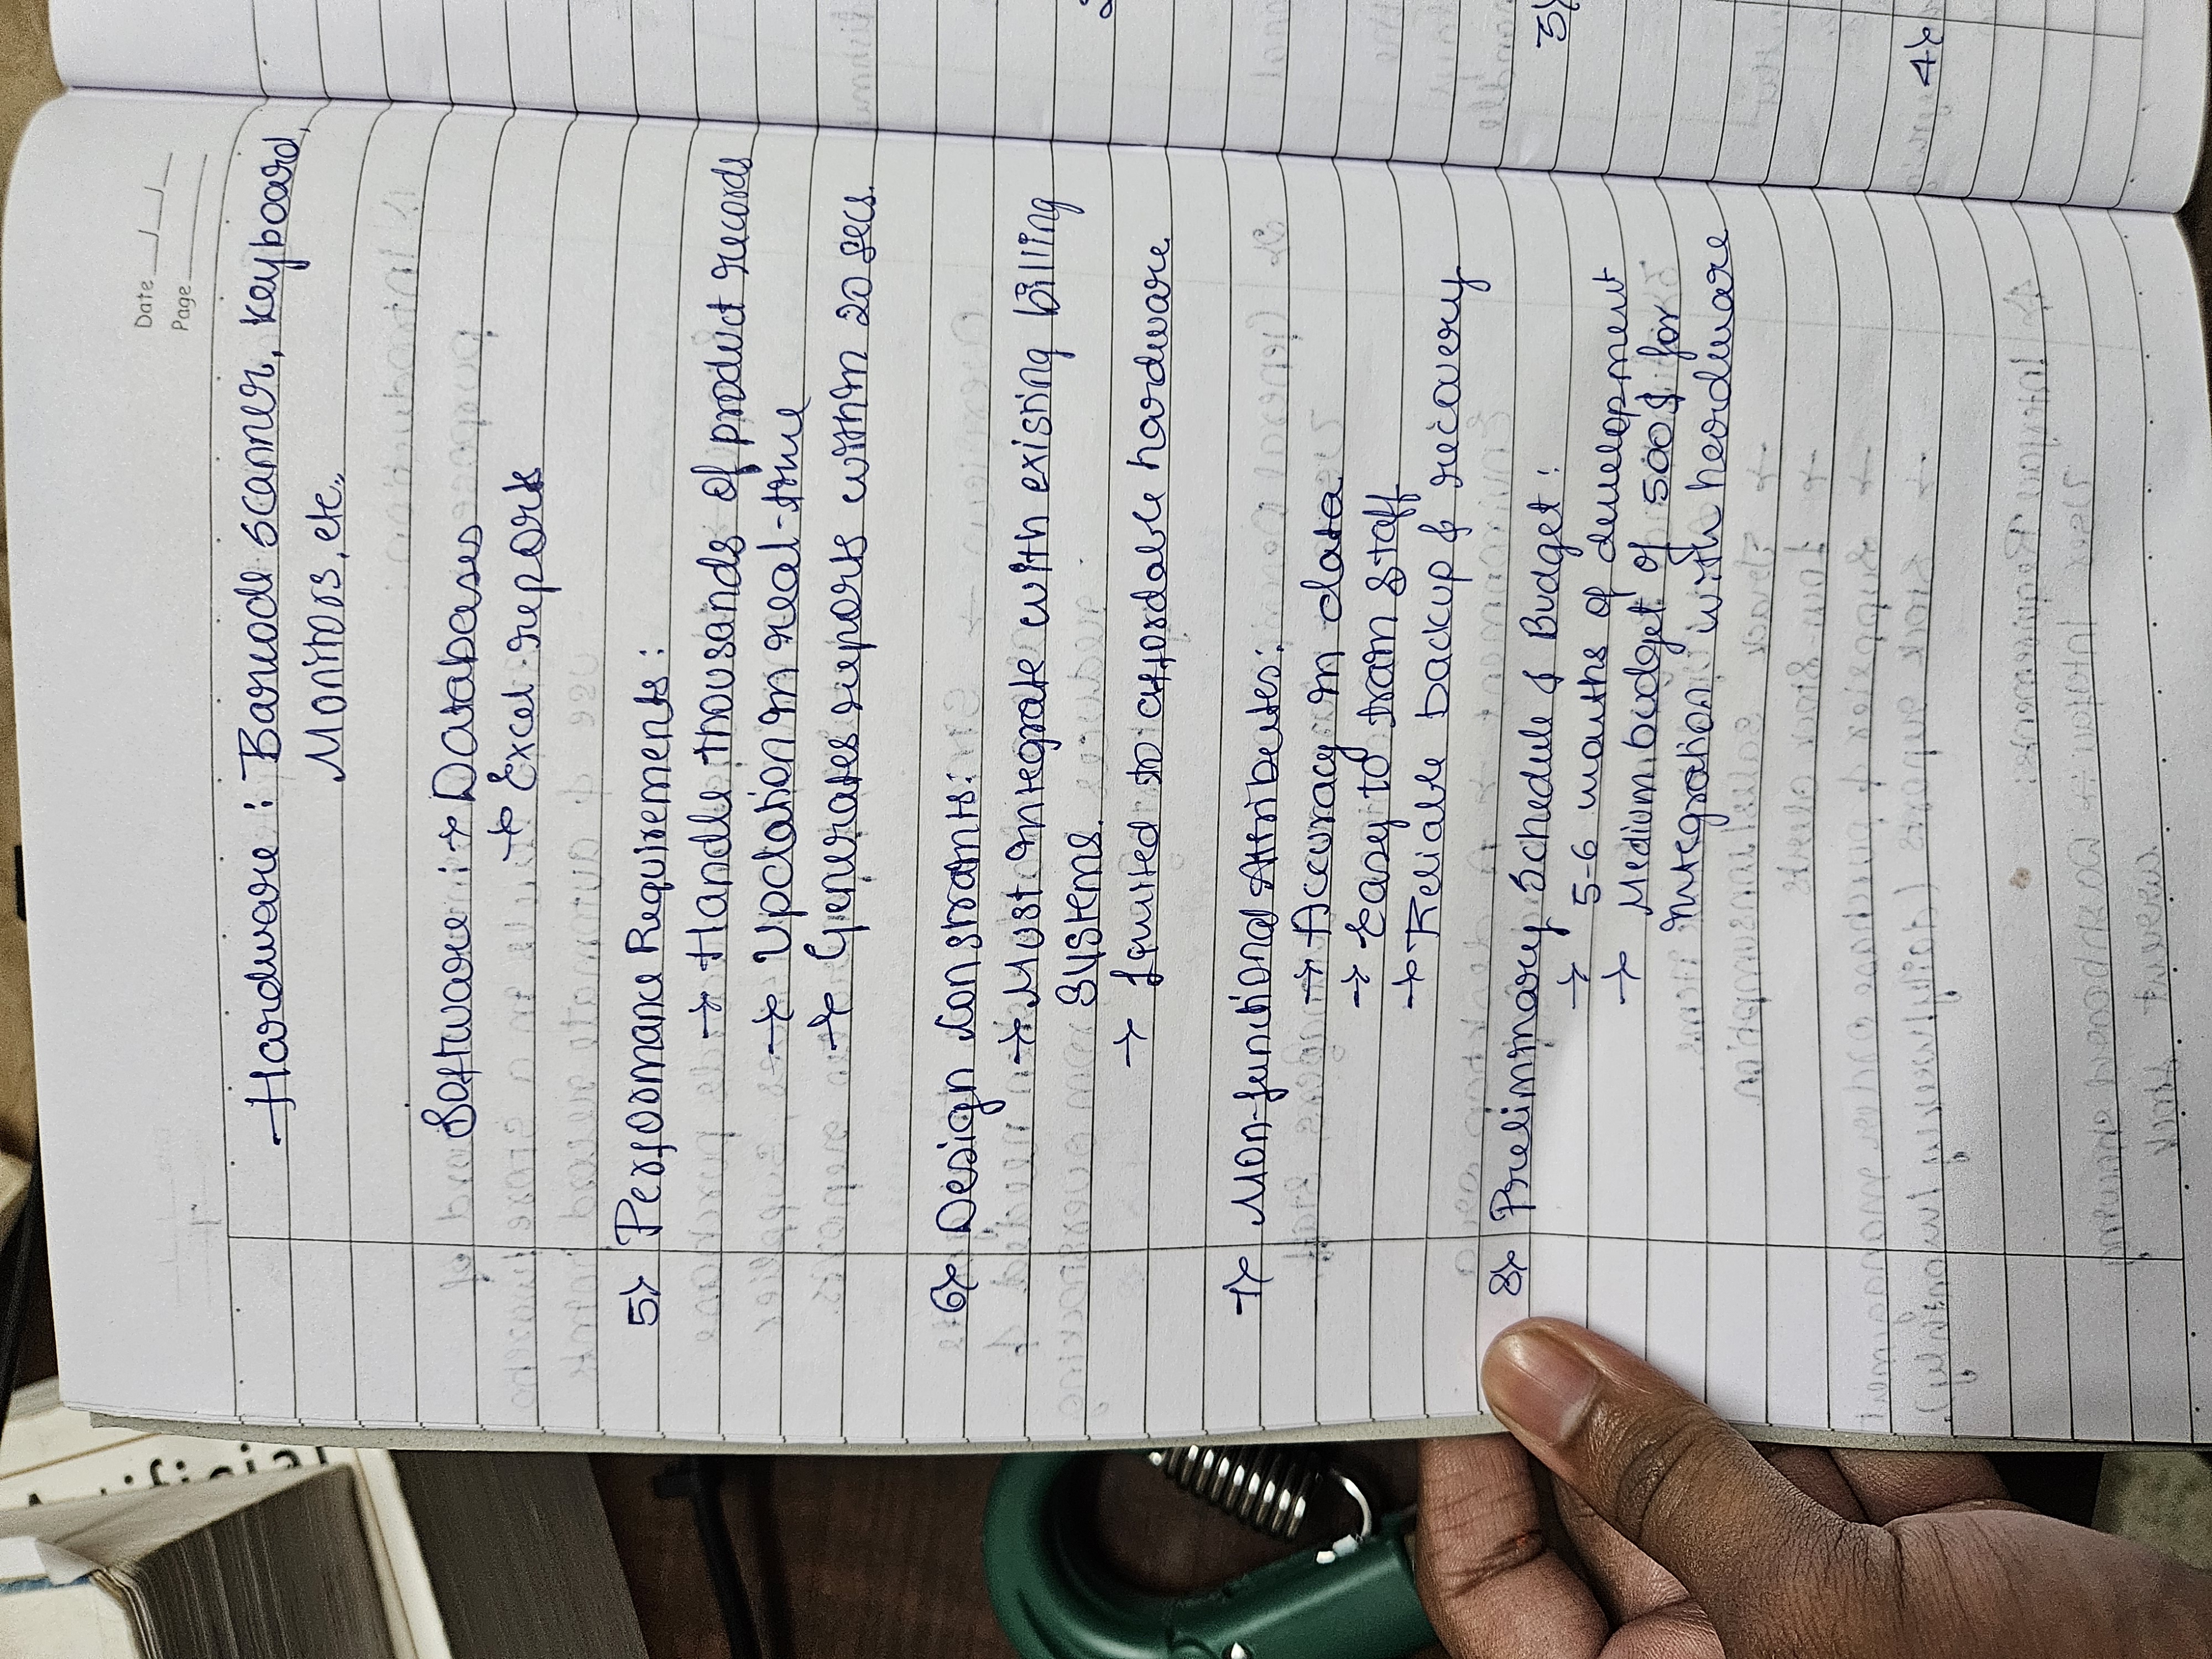 Date __/__/__
Page
Hardware : Barcode scanner, keyboard,
Monitors, etc.
Software :→ Databases
→ Excel reports
5> Performance Requirements :
→ Handle thousands of product records
→ Updation in real-time
→ Generates reports within 20 secs.
6> Design Constraints:
→ Must integrate with existing billing
systems.
→ Limited to affordable hardware
7> Non-functional Attributes:
→ Accuracy in data
→ Easy to train staff
→ Reliable backup & recovery
8> Preliminary Schedule & Budget :
→ 5-6 months of development
→ Medium budget of 500$ for
integration with hardware
3>
4>